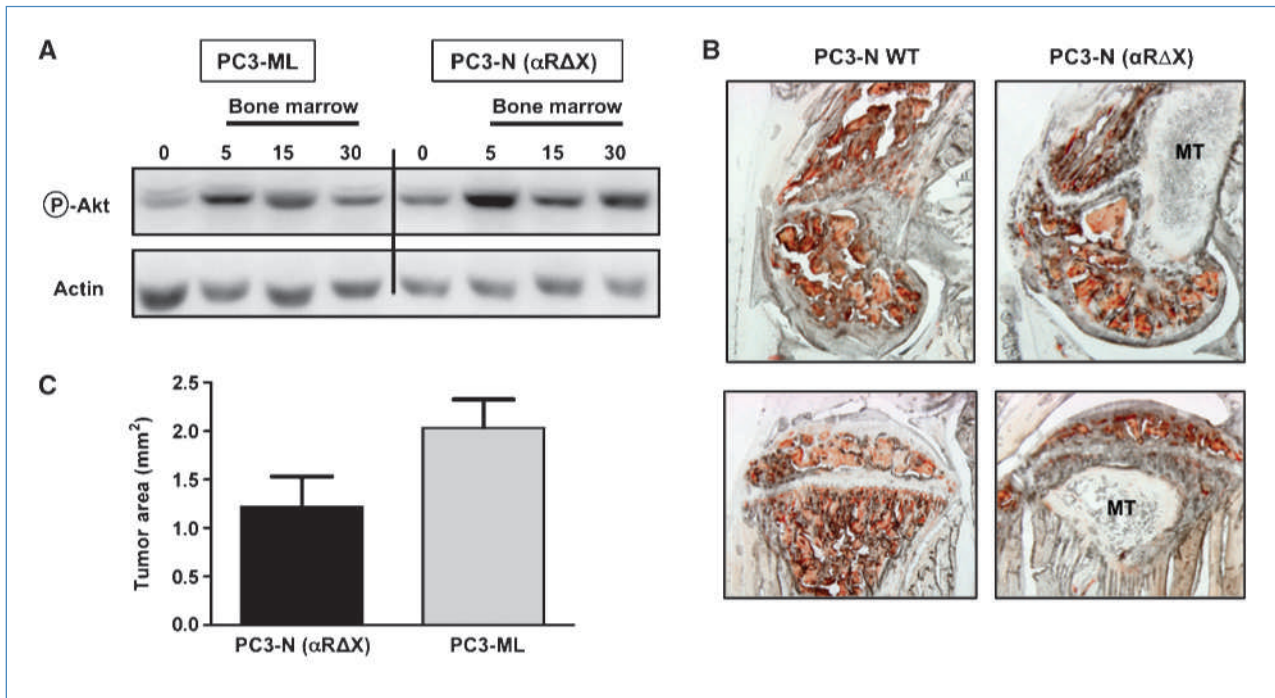 A
PC3-ML
PC3-N (αRΔX)
Bone marrow
Bone marrow
0 5 15 30 0 5 15 30
Ⓟ-Akt
Actin
B
PC3-N WT
PC3-N (αRΔX)
MT
MT
C
Tumor area (mm²)
2.5
2.0
1.5
1.0
0.5
0.0
PC3-N (αRΔX)
PC3-ML